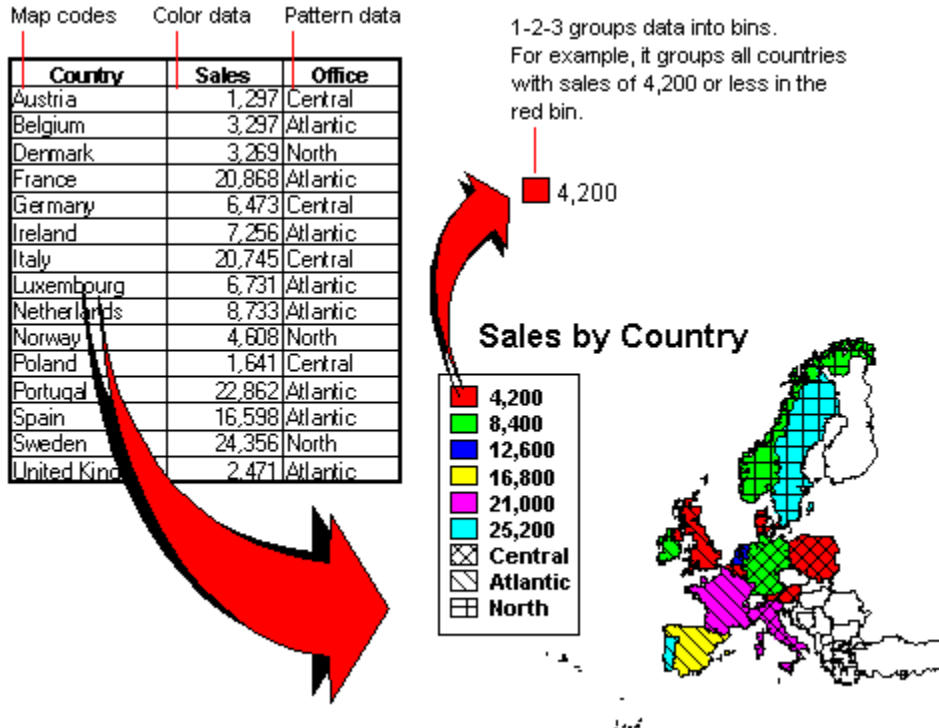 Map codes Color data Pattern data
Country Sales Office
Austria 1,297 Central
Belgium 3,297 Atlantic
Denmark 3,269 North
France 20,868 Atlantic
Germany 6,473 Central
Ireland 7,256 Atlantic
Italy 20,745 Central
Luxembourg 6,731 Atlantic
Netherlands 8,733 Atlantic
Norway 4,608 North
Poland 1,641 Central
Portugal 22,862 Atlantic
Spain 16,598 Atlantic
Sweden 24,356 North
United King 2,471 Atlantic
1-2-3 groups data into bins.
For example, it groups all countries
with sales of 4,200 or less in the
red bin.
4,200
Sales by Country
4,200
8,400
12,600
16,800
21,000
25,200
Central
Atlantic
North